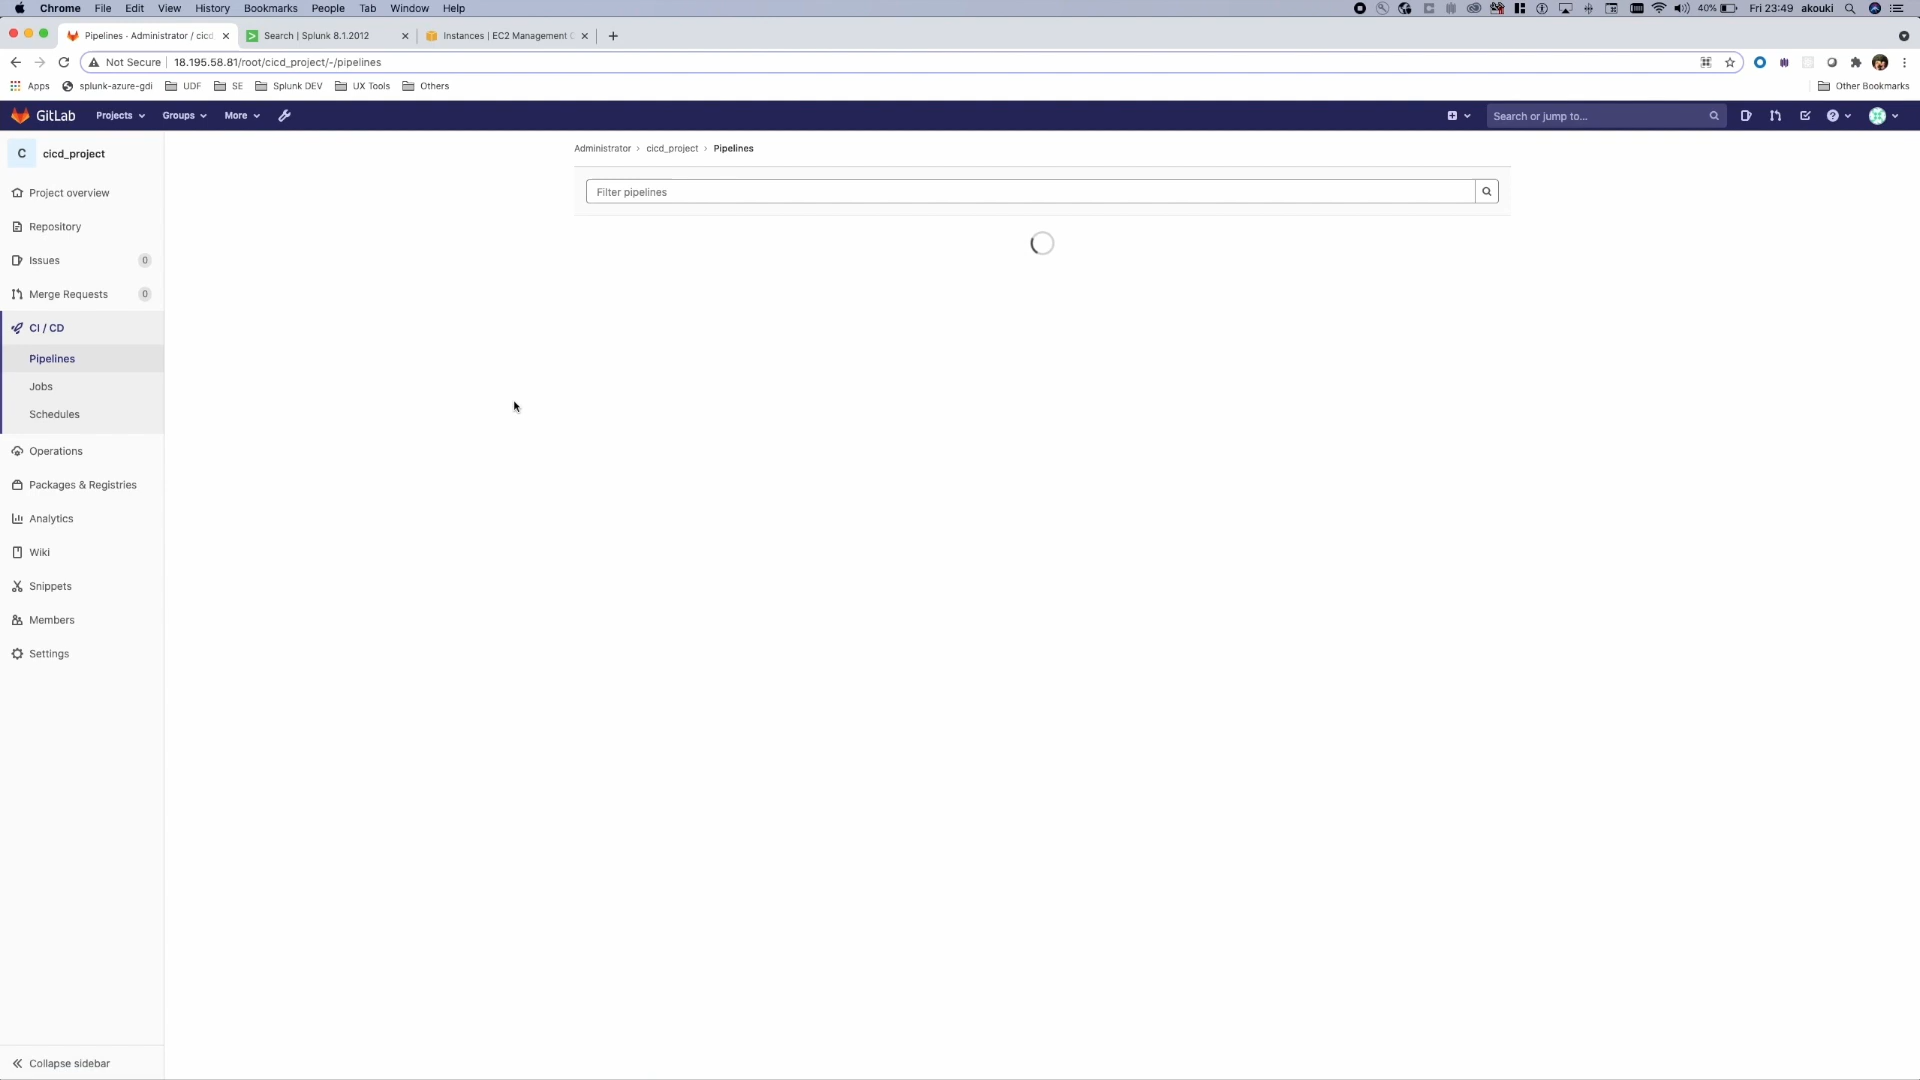 Chrome File Edit View History Bookmarks People Tab Window Help 40% Fri 23:49 akouki
Pipelines - Administrator / cicd Search | Splunk 8.1.2012 Instances | EC2 Management
Not Secure 18.195.58.81/root/cicd_project/-/pipelines
Apps splunk-azure-gdi UDF SE Splunk DEV UX Tools Others Other Bookmarks
GitLab Projects Groups More Search or jump to...
C cicd_project
Administrator › cicd_project › Pipelines
Filter pipelines
Project overview
Repository
Issues 0
Merge Requests 0
CI / CD
Pipelines
Jobs
Schedules
Operations
Packages & Registries
Analytics
Wiki
Snippets
Members
Settings
Collapse sidebar